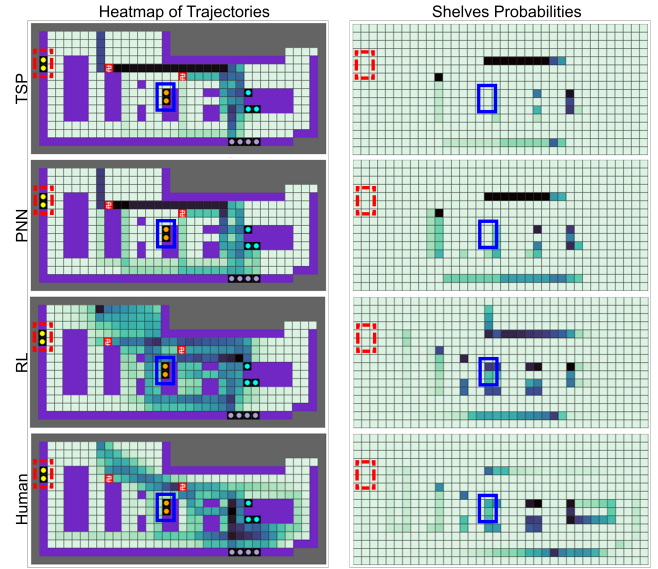 Heatmap of Trajectories
Shelves Probabilities
TSP
PNN
RL
Human